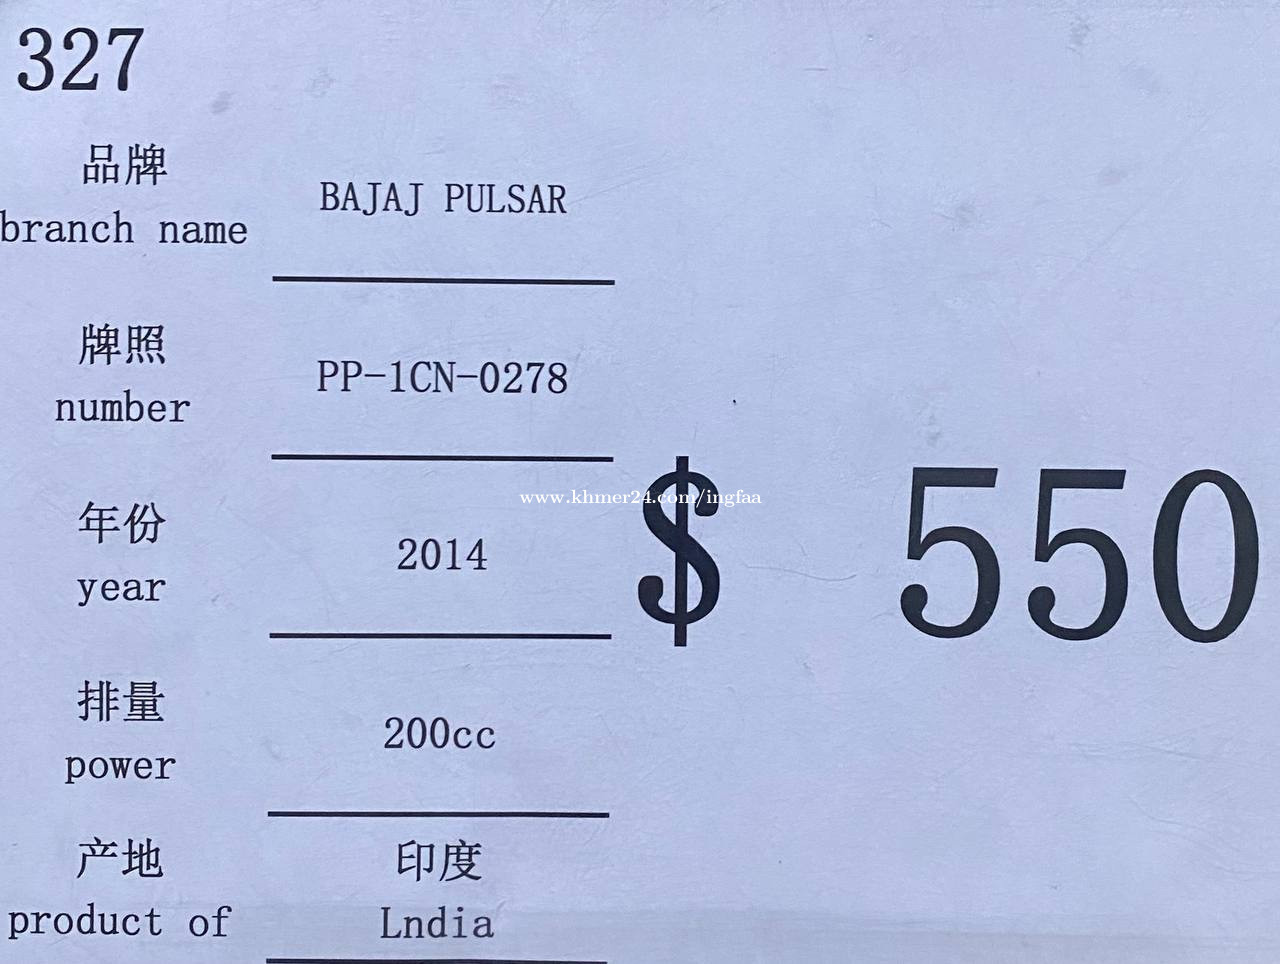 327
品牌
branch name
BAJAJ PULSAR
牌照
number
PP-1CN-0278
年份
year
2014
$ 550
www.khmer24.com/ingfaa
排量
power
200cc
产地
product of
印度
Lndia